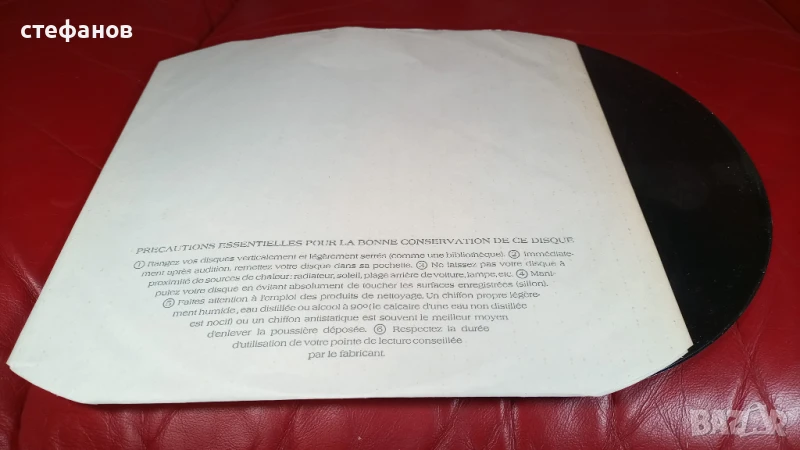 стефанов
PRECAUTIONS ESSENTIELLES POUR LA BONNE CONSERVATION DE CE DISQUE
① Rangez vos disques verticalement et légèrement serrés (comme une bibliothèque). ② Immédiate-
ment après audition, remettez votre disque dans sa pochette. ③ Ne laissez pas votre disque à
proximité de sources de chaleur: radiateur, soleil, plage arrière de voiture, lampe, etc. ④ Mani-
pulez votre disque en évitant absolument de toucher les surfaces enregistrées (sillon).
⑤ Faites attention à l'emploi des produits de nettoyage. Un chiffon propre légère-
ment humide, eau distillée ou alcool à 90° (le calcaire d'une eau non distillée
est nocif) ou un chiffon antistatique est souvent le meilleur moyen
d'enlever la poussière déposée. ⑥ Respectez la durée
d'utilisation de votre pointe de lecture conseillée
par le fabricant.
BAZAR
bg